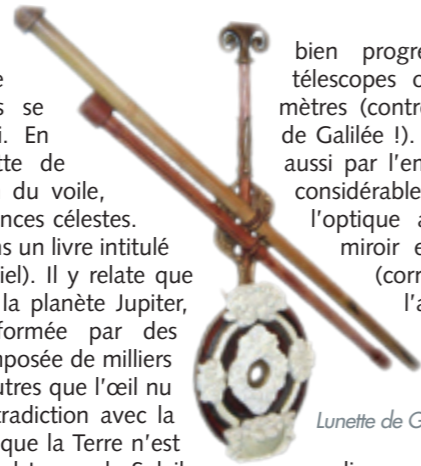 se
i. En
tte de
du voile,
nces célestes.
ns un livre intitulé
iel). Il y relate que
la planète Jupiter,
formée par des
mposée de milliers
utres que l'œil nu
tradiction avec la
que la Terre n'est
bien progre
télescopes
mètres (contr
de Galilée !).
aussi par l'en
considérable
l'optique a
miroir e
(corr
l'a
Lunette de G